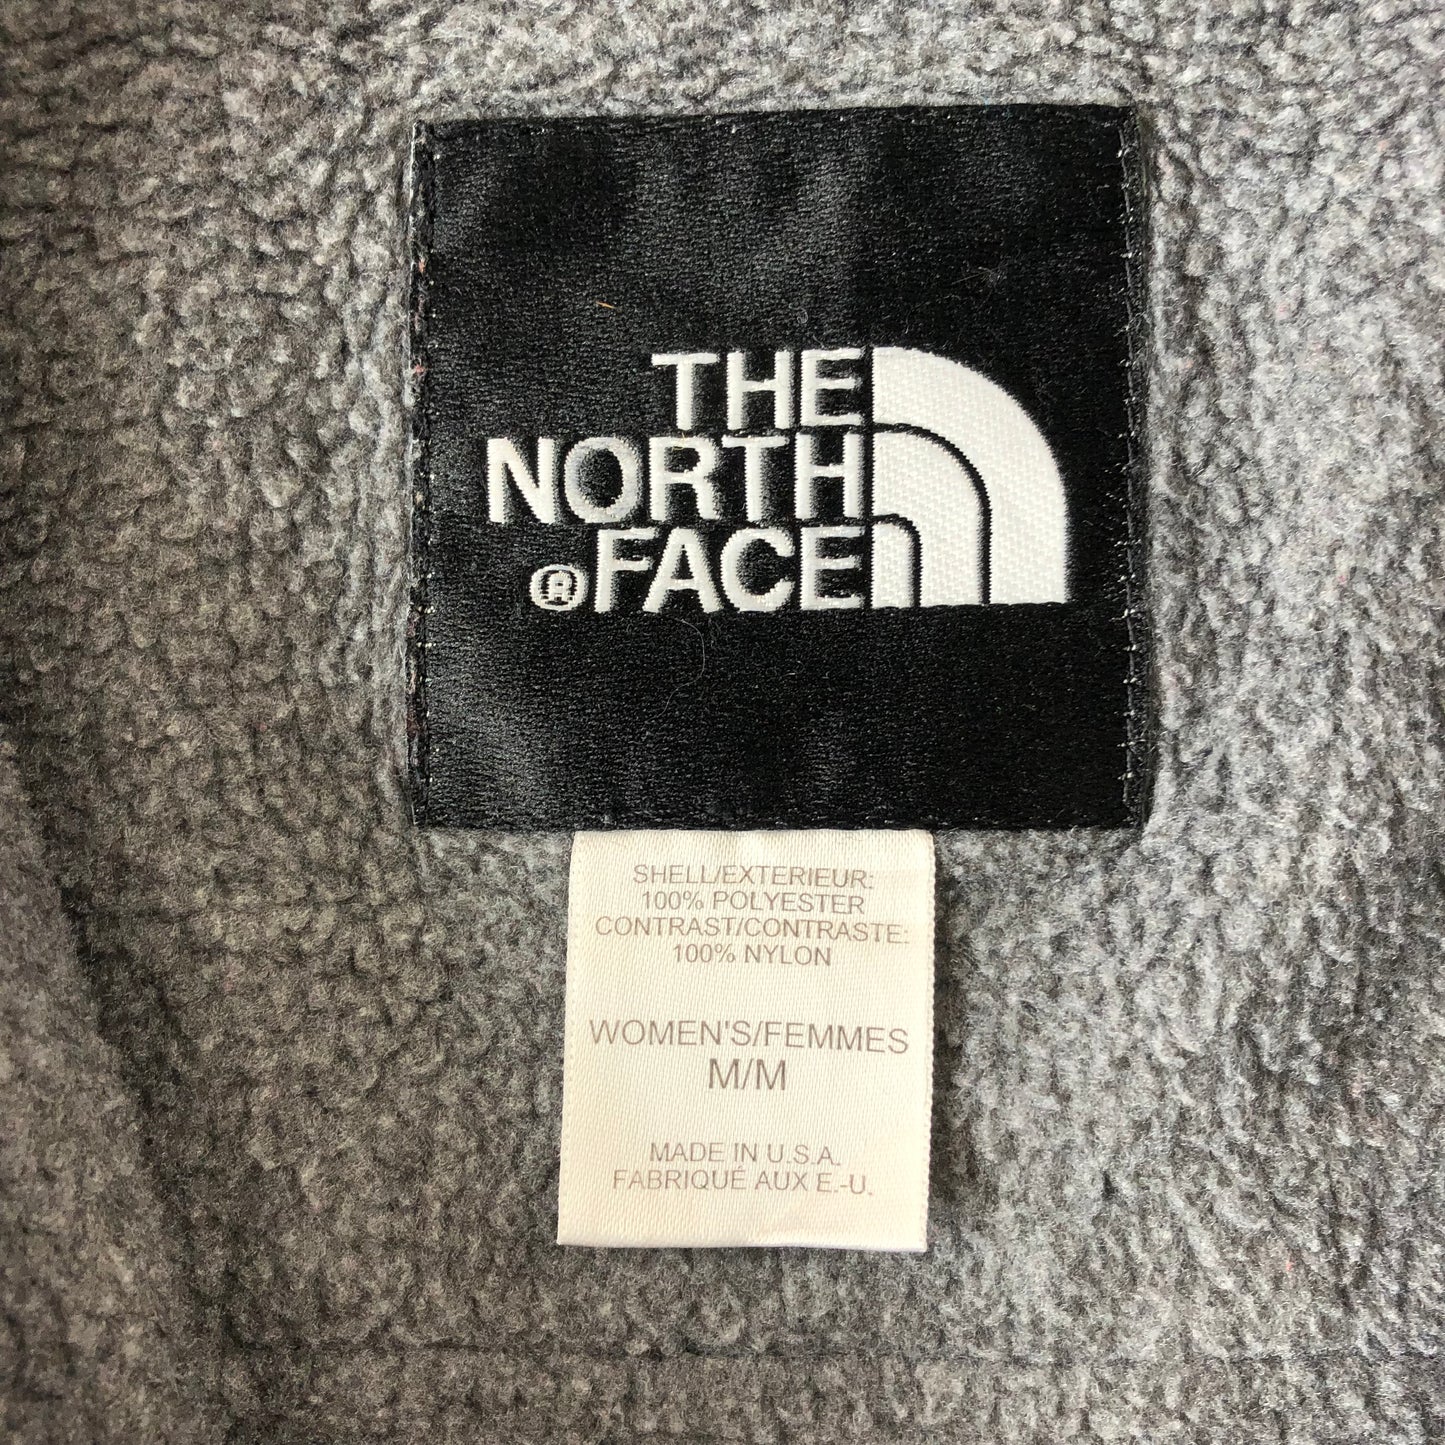 THE
NORTH
® FACE
SHELL/EXTERIEUR:
100% POLYESTER
CONTRAST/CONTRASTE:
100% NYLON
WOMEN'S/FEMMES
M/M
MADE IN U.S.A.
FABRIQUÉ AUX E.-U.